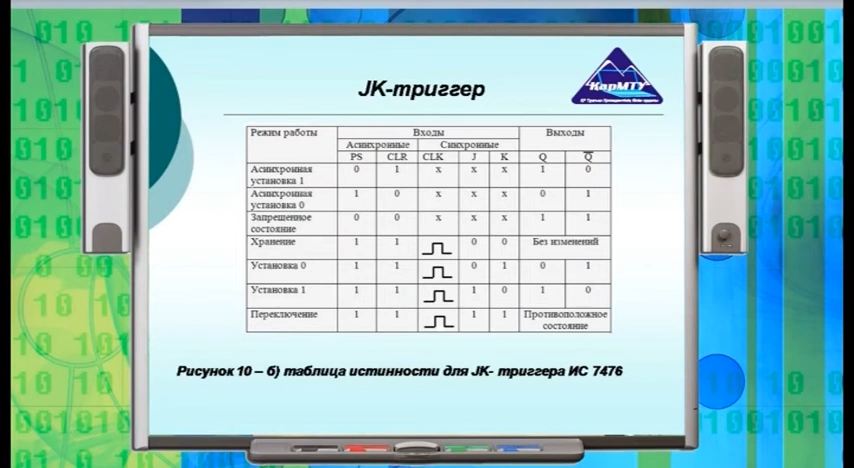 JK-триггер
КарМТУ
Режим работы Входы Выходы
Асинхронные Синхронные
PS CLR CLK J K Q Q
Асинхронная установка 1 0 1 x x x 1 0
Асинхронная установка 0 1 0 x x x 0 1
Запрещенное состояние 0 0 x x x 1 1
Хранение 1 1 0 0 Без изменений
Установка 0 1 1 0 1 0 1
Установка 1 1 1 1 0 1 0
Переключение 1 1 1 1 Противоположное состояние
Рисунок 10 – б) таблица истинности для JK- триггера ИС 7476